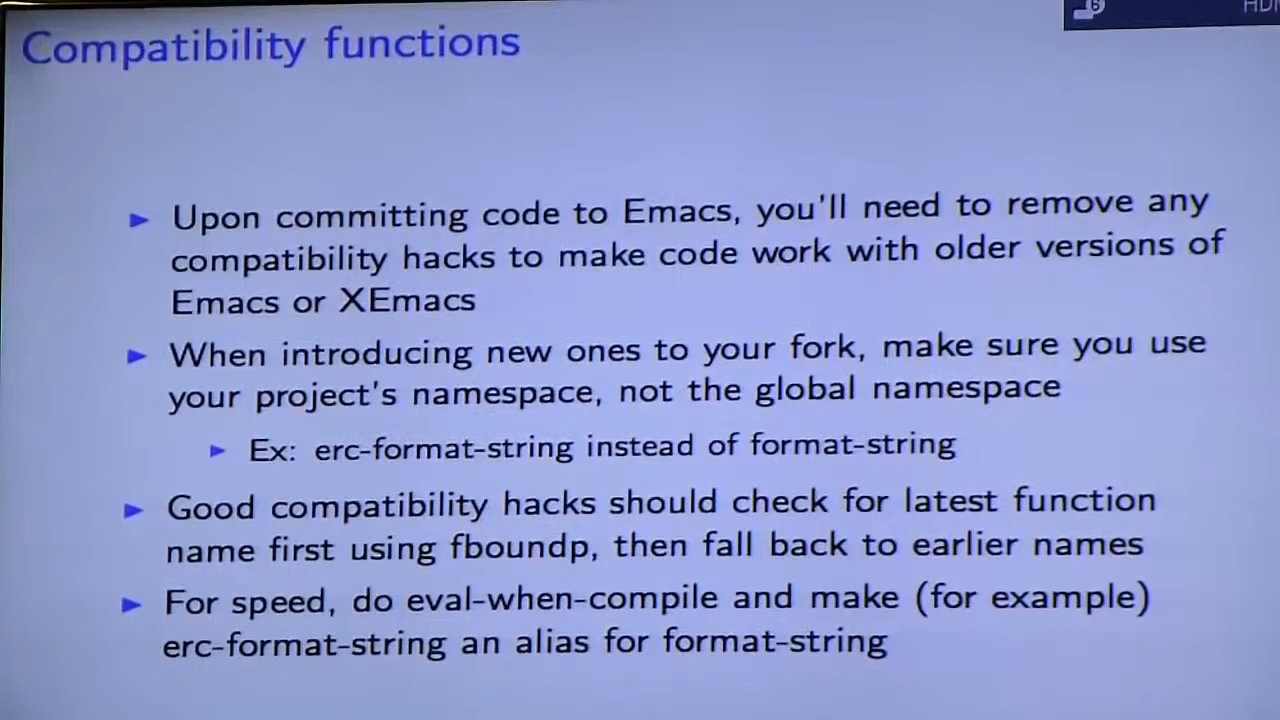 Compatibility functions
Upon committing code to Emacs, you'll need to remove any
compatibility hacks to make code work with older versions of
Emacs or XEmacs
When introducing new ones to your fork, make sure you use
your project's namespace, not the global namespace
Ex: erc-format-string instead of format-string
Good compatibility hacks should check for latest function
name first using fboundp, then fall back to earlier names
For speed, do eval-when-compile and make (for example)
erc-format-string an alias for format-string